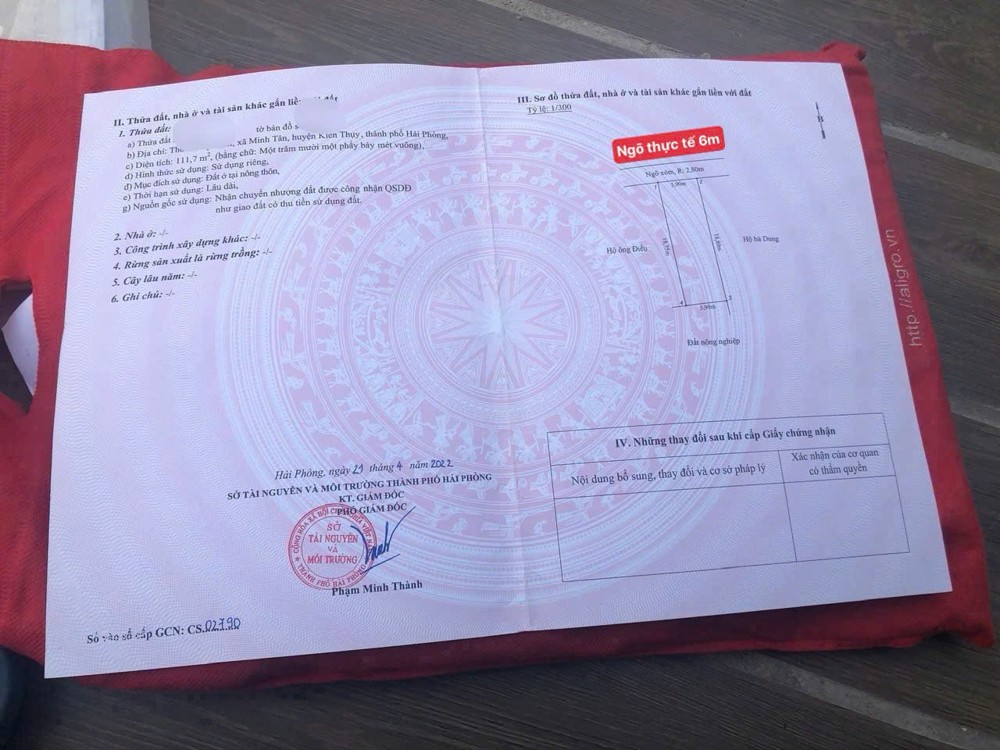 II. Thửa đất, nhà ở và tài sản khác gắn liền
1. Thửa đất:
a) Thửa đất tờ bản đồ s
b) Địa chỉ: Th xã Minh Tân, huyện Kiến Thụy, thành phố Hải Phòng,
c) Diện tích: 111,7 m², (bằng chữ: Một trăm mười một phẩy bảy mét vuông),
d) Hình thức sử dụng: Sử dụng riêng,
đ) Mục đích sử dụng: Đất ở tại nông thôn,
e) Thời hạn sử dụng: Lâu dài,
g) Nguồn gốc sử dụng: Nhận chuyển nhượng đất được công nhận QSDĐ
như giao đất có thu tiền sử dụng đất.
2. Nhà ở: -/-
3. Công trình xây dựng khác: -/-
4. Rừng sản xuất là rừng trồng: -/-
5. Cây lâu năm: -/-
6. Ghi chú: -/-
Hải Phòng, ngày 29 tháng 4 năm 2022
SỞ TÀI NGUYÊN VÀ MÔI TRƯỜNG THÀNH PHỐ HẢI PHÒNG
KT. GIÁM ĐỐC
PHÓ GIÁM ĐỐC
SỞ
TÀI NGUYÊN
VÀ
MÔI TRƯỜNG
THÀNH PHỐ HẢI PHÒNG
Phạm Minh Thành
Số vào sổ cấp GCN: CS.02790
III. Sơ đồ thửa đất, nhà ở và tài sản khác gắn liền với đất
Tỷ lệ: 1/300
B
Ngõ thực tế 6m
Ngõ xóm, R: 2,80m
1 2
Hộ ông Điều
Hộ bà Dung
4 3
Đất nông nghiệp
http://aligro.vn
IV. Những thay đổi sau khi cấp Giấy chứng nhận
Nội dung bổ sung, thay đổi và cơ sở pháp lý
Xác nhận của cơ quan
có thẩm quyền